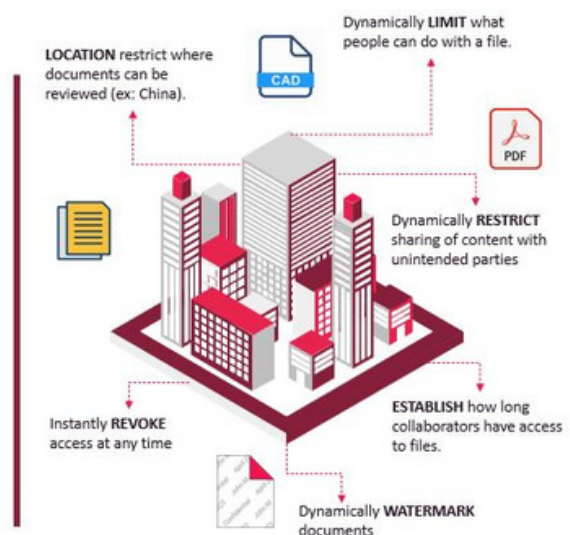 Dynamically LIMIT what
people can do with a file.
LOCATION restrict where
documents can be
reviewed (ex: China).
CAD
PDF
Dynamically RESTRICT
sharing of content with
unintended parties
Instantly REVOKE
access at any time
ESTABLISH how long
collaborators have access
to files.
Confidential
Dynamically WATERMARK
documents